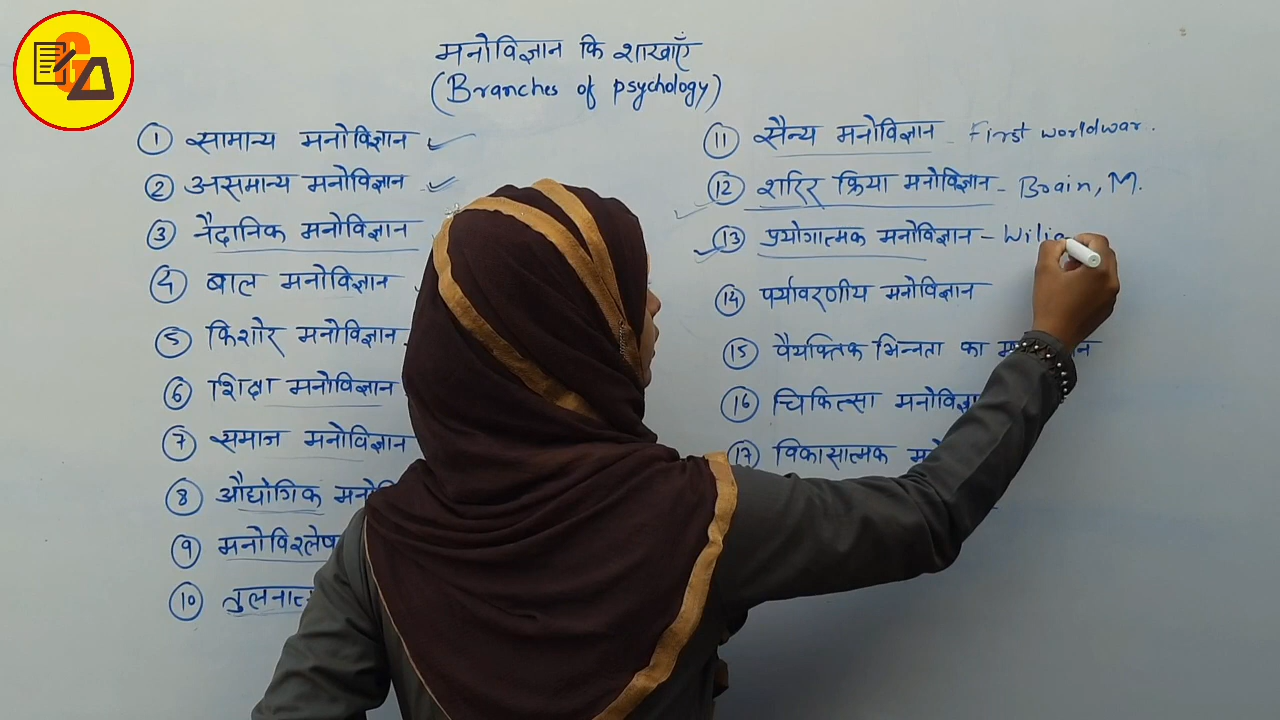 मनोविज्ञान कि शाखाएँ
(Branches of psychology)
① सामान्य मनोविज्ञान ✓
② असमान्य मनोविज्ञान ✓
③ नैदानिक मनोविज्ञान
④ बाल मनोविज्ञान
⑤ किशोर मनोविज्ञान
⑥ शिक्षा मनोविज्ञान
⑦ समाज मनोविज्ञान
⑧ औद्योगिक
⑨
⑩
⑪ सैन्य मनोविज्ञान - First worldwar.
⑫ शरिर क्रिया मनोविज्ञान - Brain, M.
⑬ प्रयोगात्मक मनोविज्ञान - Wilia
⑭ पर्यावरणीय मनोविज्ञान
⑮ वैयक्तिक भिन्नता का
⑯ चिकित्सा
⑰ विकासात्मक